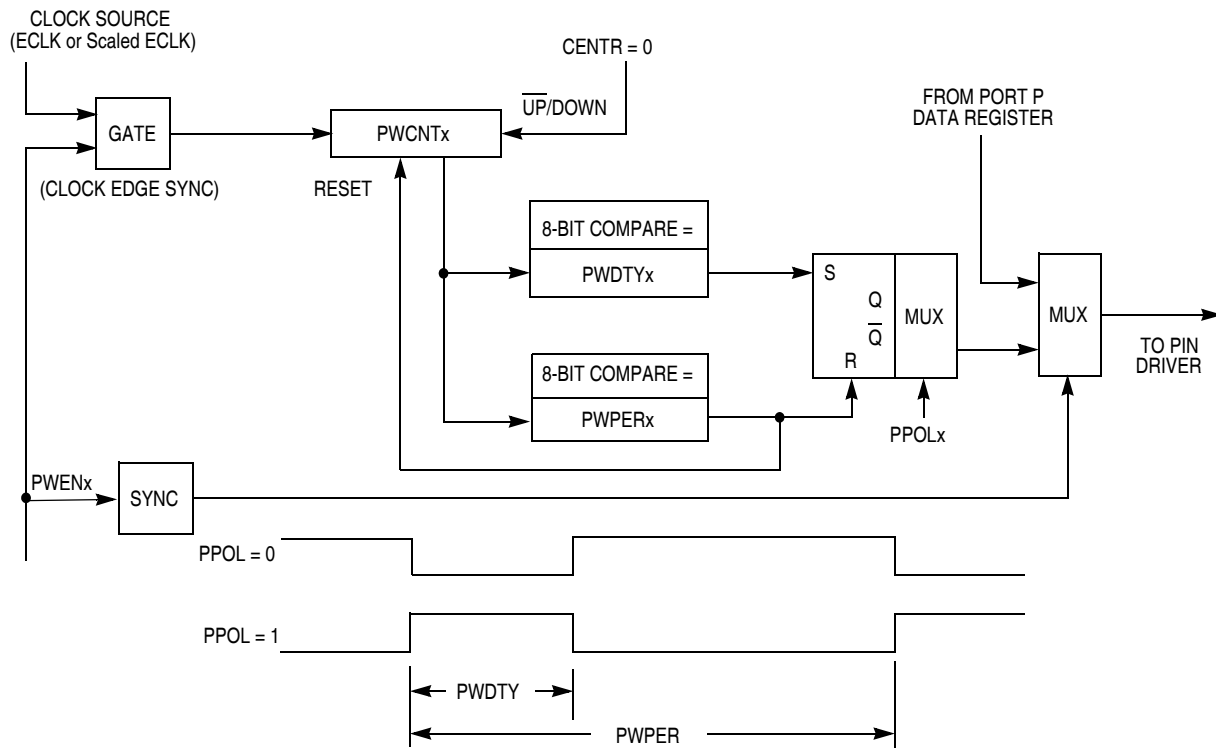 CLOCK SOURCE
(ECLK or Scaled ECLK)
CENTR = 0
UP/DOWN
FROM PORT P
DATA REGISTER
GATE
PWCNTx
(CLOCK EDGE SYNC)
RESET
8-BIT COMPARE =
PWDTYx
S
Q
Q
R
MUX
MUX
TO PIN
DRIVER
8-BIT COMPARE =
PWPERx
PPOLx
PWENx
SYNC
PPOL = 0
PPOL = 1
PWDTY
PWPER